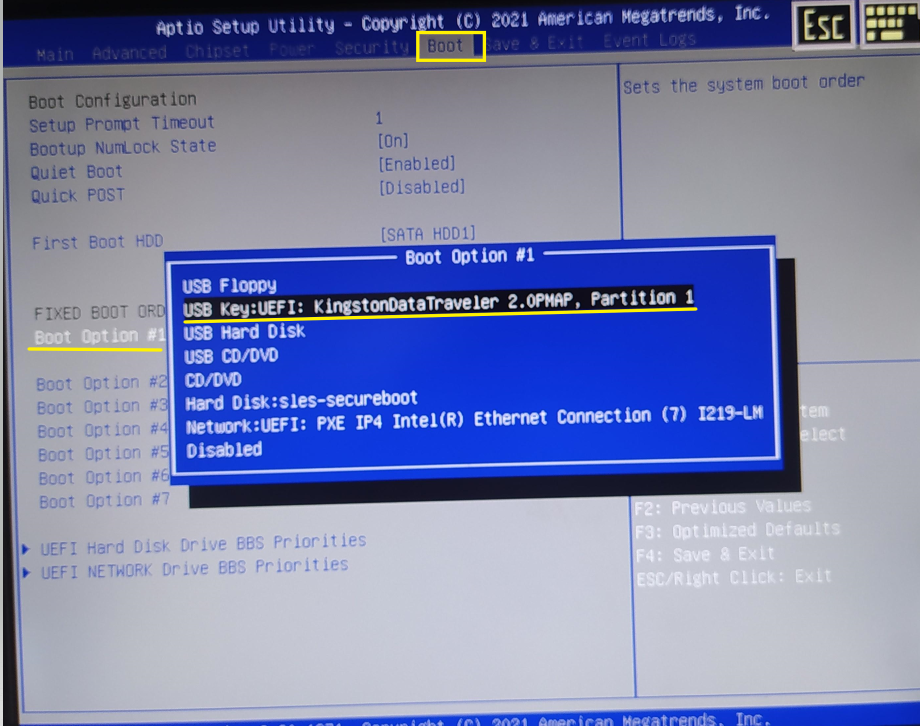 Aptio Setup Utility - Copyright (C) 2021 American Megatrends, Inc.
Esc
Main Advanced Chipset Power Security Boot Save & Exit Event Logs
Boot Configuration
Setup Prompt Timeout 1
Bootup NumLock State [On]
Quiet Boot [Enabled]
Quick POST [Disabled]
First Boot HDD [SATA HDD1]
FIXED BOOT ORD
Boot Option #1
Boot Option #2
Boot Option #3
Boot Option #4
Boot Option #5
Boot Option #6
Boot Option #7
UEFI Hard Disk Drive BBS Priorities
UEFI NETWORK Drive BBS Priorities
Boot Option #1
USB Floppy
USB Key:UEFI: KingstonDataTraveler 2.0PMAP, Partition 1
USB Hard Disk
USB CD/DVD
CD/DVD
Hard Disk:sles-secureboot
Network:UEFI: PXE IP4 Intel(R) Ethernet Connection (7) I219-LM
Disabled
Sets the system boot order
F2: Previous Values
F3: Optimized Defaults
F4: Save & Exit
ESC/Right Click: Exit
Copyright (C) 2021 American Megatrends, Inc.